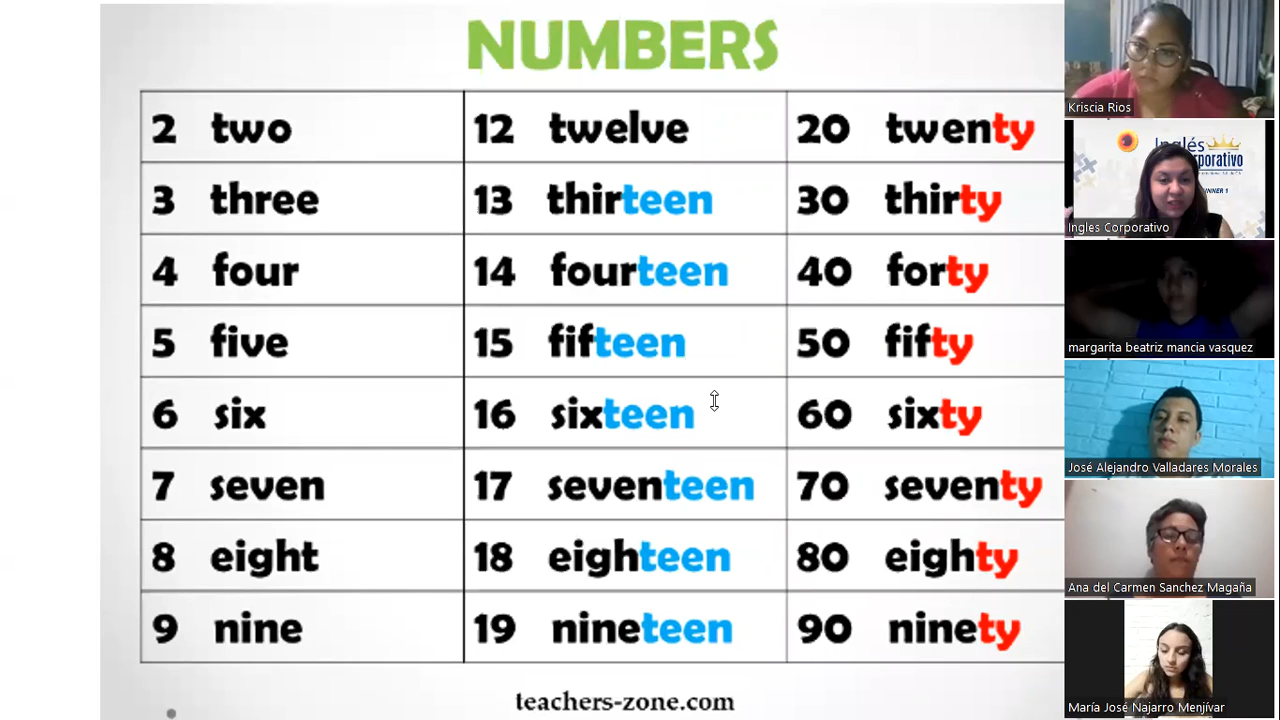 NUMBERS
2 two 12 twelve 20 twenty
3 three 13 thirteen 30 thirty
4 four 14 fourteen 40 forty
5 five 15 fifteen 50 fifty
6 six 16 sixteen 60 sixty
7 seven 17 seventeen 70 seventy
8 eight 18 eighteen 80 eighty
9 nine 19 nineteen 90 ninety
teachers-zone.com
Kriscia Rios
Inglés
Ingles Corporativo
margarita beatriz mancia vasquez
José Alejandro Valladares Morales
Ana del Carmen Sanchez Magaña
María José Najarro Menjívar